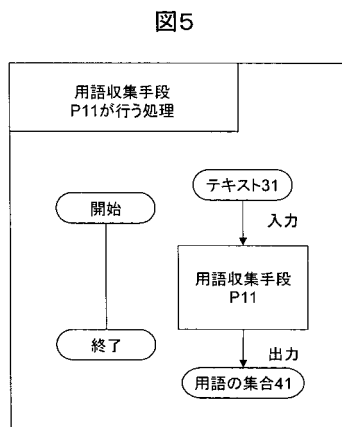 図5
用語収集手段
P11が行う処理
テキスト31
開始
入力
用語収集手段
P11
終了
出力
用語の集合41